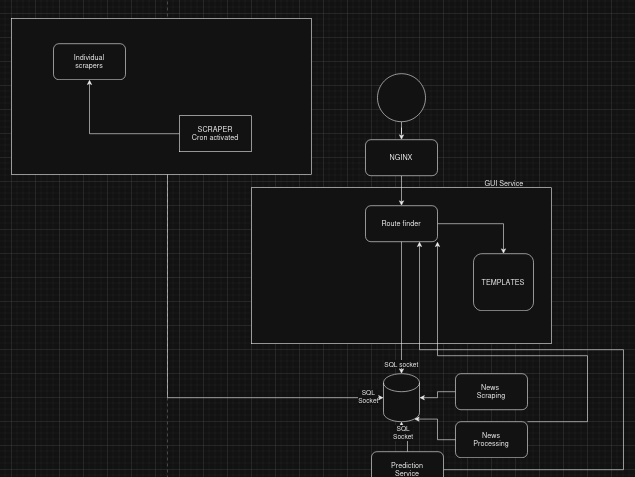 Individual
scrapers
SCRAPER
Cron activated
NGINX
GUI Service
Route finder
TEMPLATES
SQL socket
SQL
Socket
News
Scraping
SQL
Socket
News
Processing
Prediction
Service